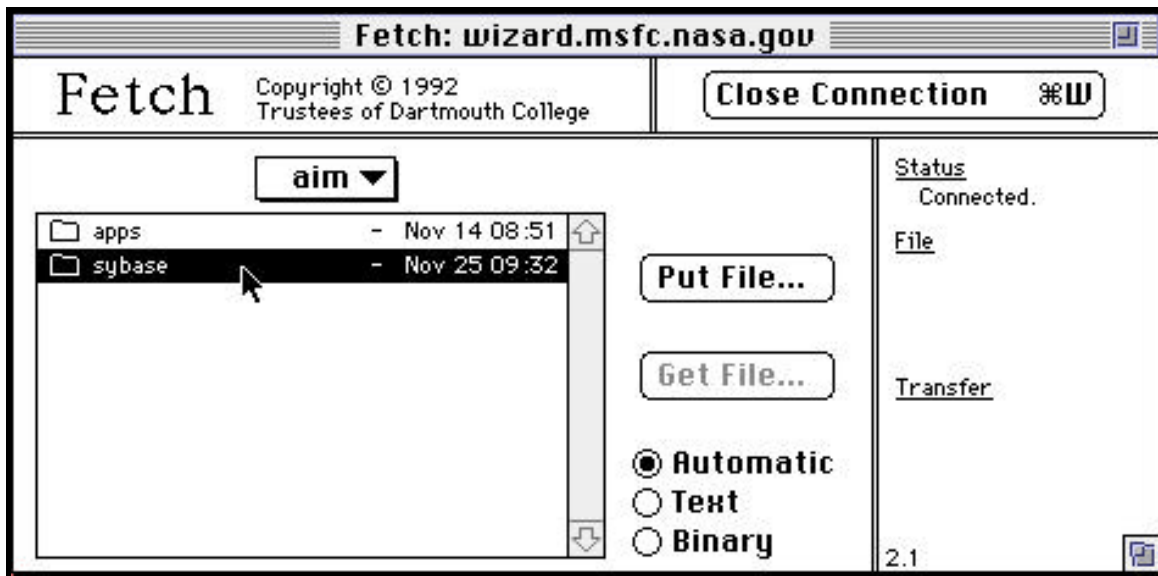 Fetch: wizard.msfc.nasa.gov
Fetch
Copyright © 1992
Trustees of Dartmouth College
Close Connection ⌘W
aim
apps - Nov 14 08:51
sybase - Nov 25 09:32
Put File...
Get File...
Automatic
Text
Binary
Status
Connected.
File
Transfer
2.1